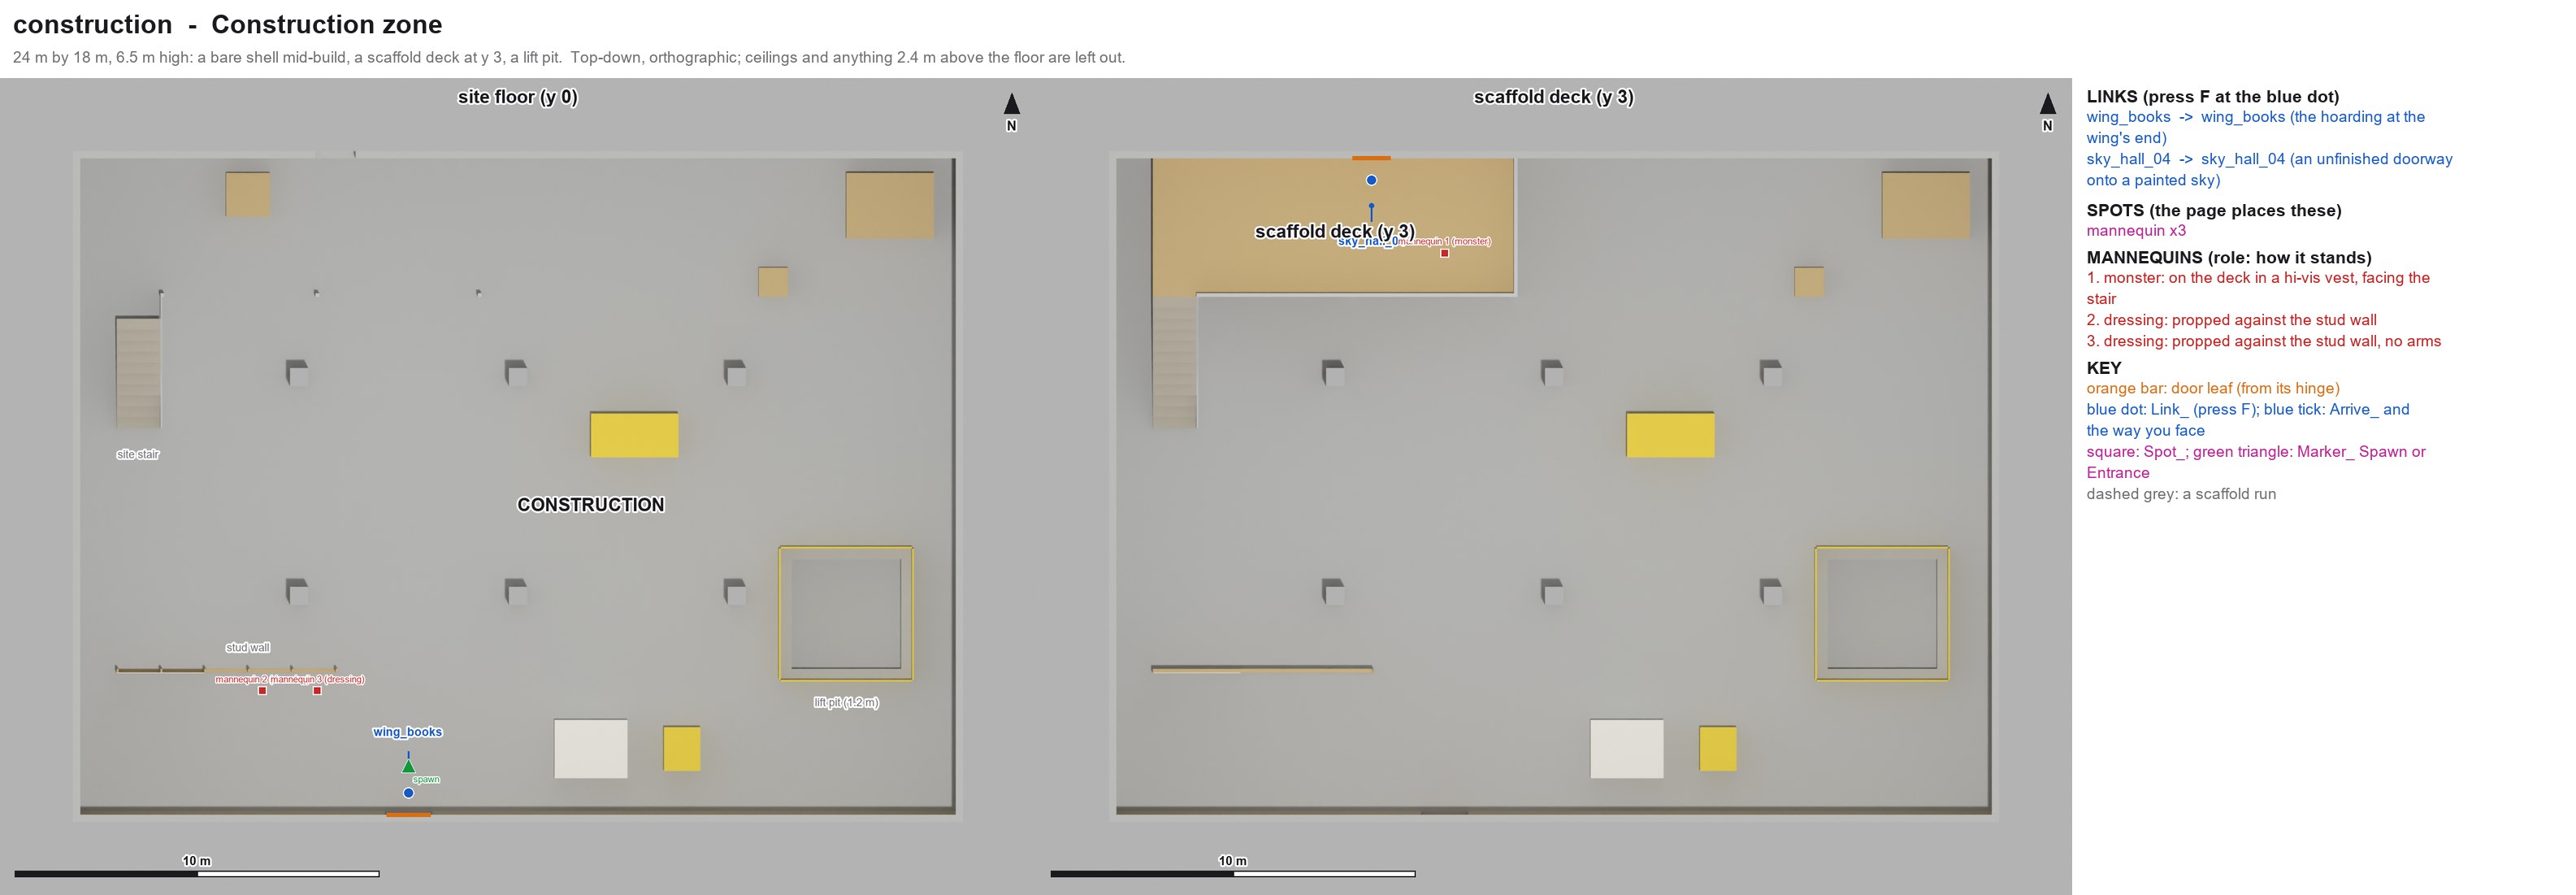 construction - Construction zone
24 m by 18 m, 6.5 m high: a bare shell mid-build, a scaffold deck at y 3, a lift pit. Top-down, orthographic; ceilings and anything 2.4 m above the floor are left out.
site floor (y 0)
N
site stair
CONSTRUCTION
stud wall
mannequin 2
mannequin 3 (dressing)
lift pit (1.2 m)
wing_books
spawn
10 m
scaffold deck (y 3)
N
scaffold deck (y 3)
mannequin 1 (monster)
10 m
LINKS (press F at the blue dot)
wing_books -> wing_books (the hoarding at the
wing's end)
sky_hall_04 -> sky_hall_04 (an unfinished doorway
onto a painted sky)
SPOTS (the page places these)
mannequin x3
MANNEQUINS (role: how it stands)
1. monster: on the deck in a hi-vis vest, facing the
stair
2. dressing: propped against the stud wall
3. dressing: propped against the stud wall, no arms
KEY
orange bar: door leaf (from its hinge)
blue dot: Link_ (press F); blue tick: Arrive_ and
the way you face
square: Spot_; green triangle: Marker_ Spawn or
Entrance
dashed grey: a scaffold run